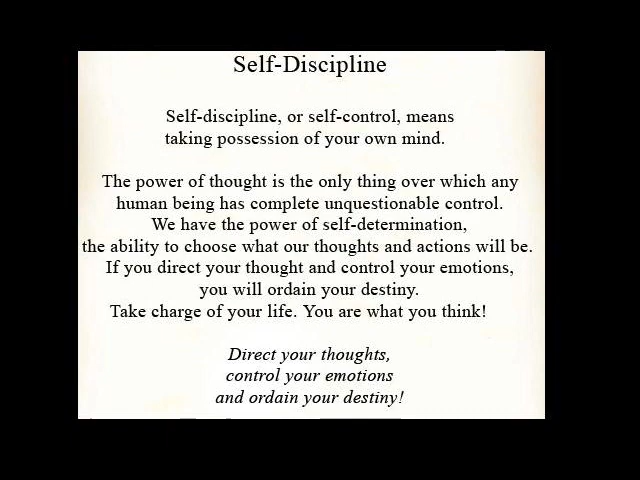 Self-Discipline
Self-discipline, or self-control, means
taking possession of your own mind.
The power of thought is the only thing over which any
human being has complete unquestionable control.
We have the power of self-determination,
the ability to choose what our thoughts and actions will be.
If you direct your thought and control your emotions,
you will ordain your destiny.
Take charge of your life. You are what you think!
Direct your thoughts,
control your emotions
and ordain your destiny!